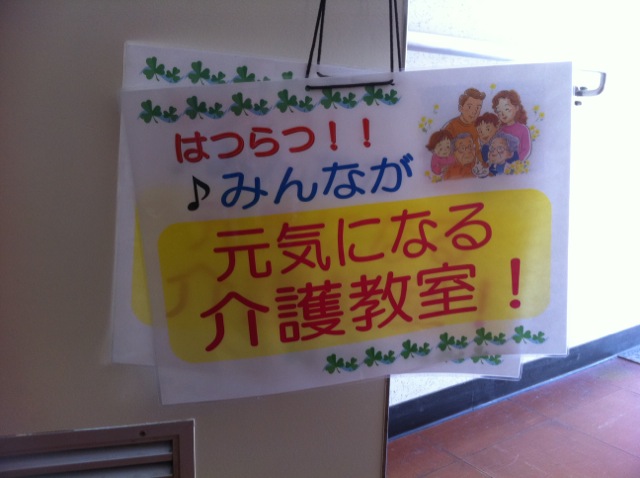 はつらつ！！
♪みんなが
元気になる
介護教室！